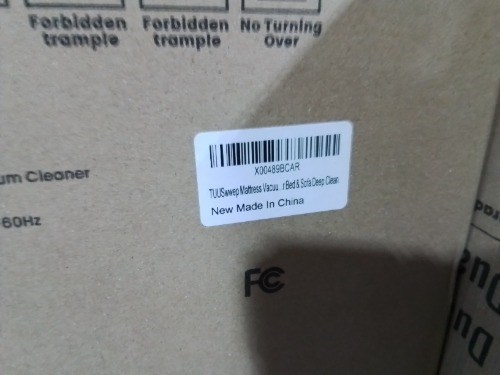 Forbidden Forbidden No Turning
trample trample Over
um Cleaner
60Hz
X00489BCAR
TUUSweep Mattress Vacuu...r Bed & Sofa Deep Clean
New Made In China
FC